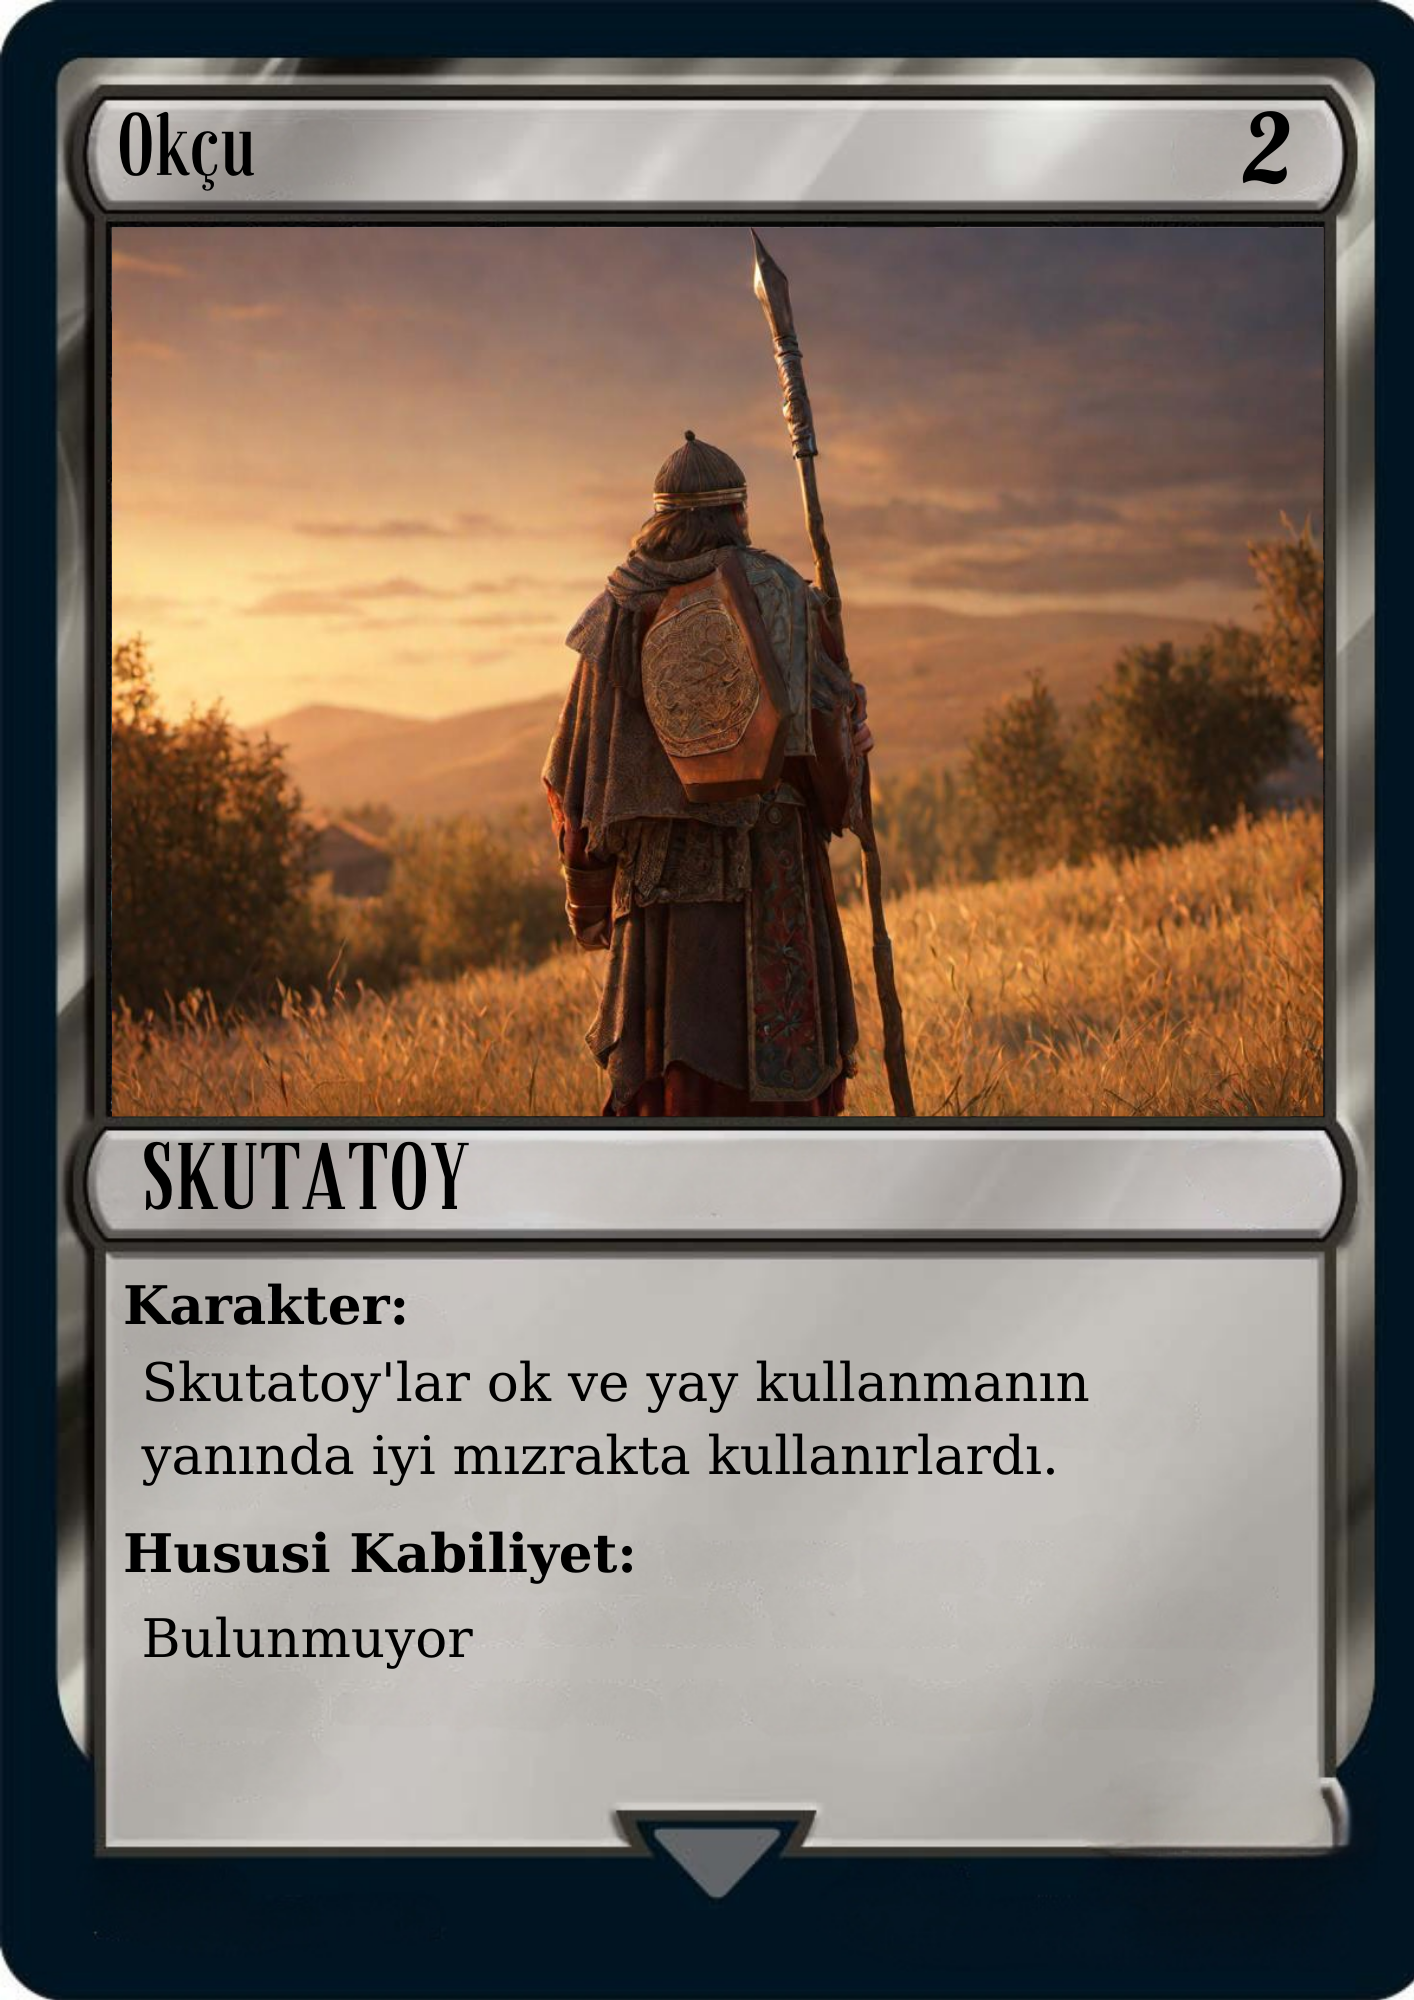 Okçu
2
SKUTATOY
Karakter:
Skutatoy'lar ok ve yay kullanmanın
yanında iyi mızrakta kullanırlardı.
Hususi Kabiliyet:
Bulunmuyor